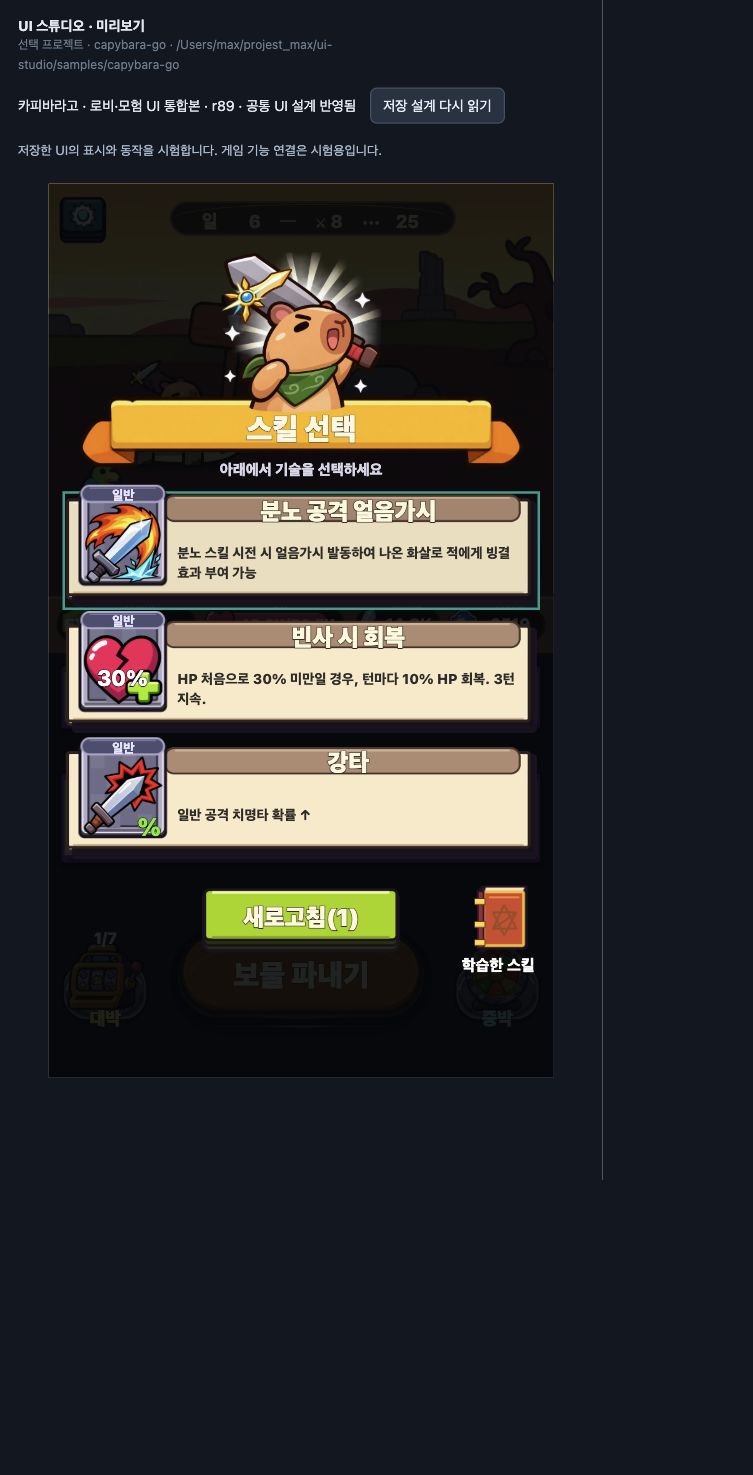 UI 스튜디오 · 미리보기
선택 프로젝트 · capybara-go · /Users/max/projest_max/ui-
studio/samples/capybara-go
카피바라고 · 로비·모험 UI 통합본 · r89 · 공통 UI 설계 반영됨
저장 설계 다시 읽기
저장한 UI의 표시와 동작을 시험합니다. 게임 기능 연결은 시험용입니다.
일 6 — ×8 ··· 25
스킬 선택
아래에서 기술을 선택하세요
일반
분노 공격 얼음가시
분노 스킬 시전 시 얼음가시 발동하여 나온 화살로 적에게 빙결
효과 부여 가능
일반
빈사 시 회복
30%
HP 처음으로 30% 미만일 경우, 턴마다 10% HP 회복. 3턴
지속.
일반
강타
%
일반 공격 치명타 확률 ↑
새로고침(1)
1/7
보물 파내기
학습한 스킬
대박
중박